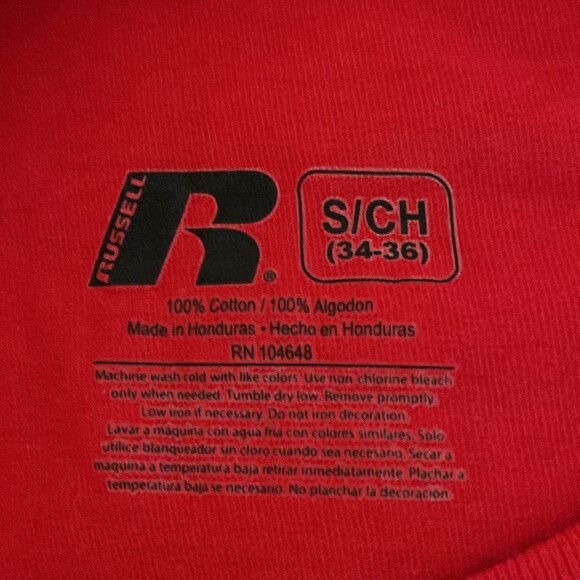 RUSSELL
R®
S/CH
(34-36)
100% Cotton / 100% Algodon
Made in Honduras • Hecho en Honduras
RN 104648
Machine wash cold with like colors. Use non chlorine bleach
only when needed. Tumble dry low. Remove promptly.
Low iron if necessary. Do not iron decoration.
Lavar a maquina con agua fria con colores similares. Solo
utilice blanqueador sin cloro cuando sea necesario. Secar a
maquina a temperatura baja retirar inmediatamente. Plachar a
temperatura baja se necesario. No planchar la decoración.